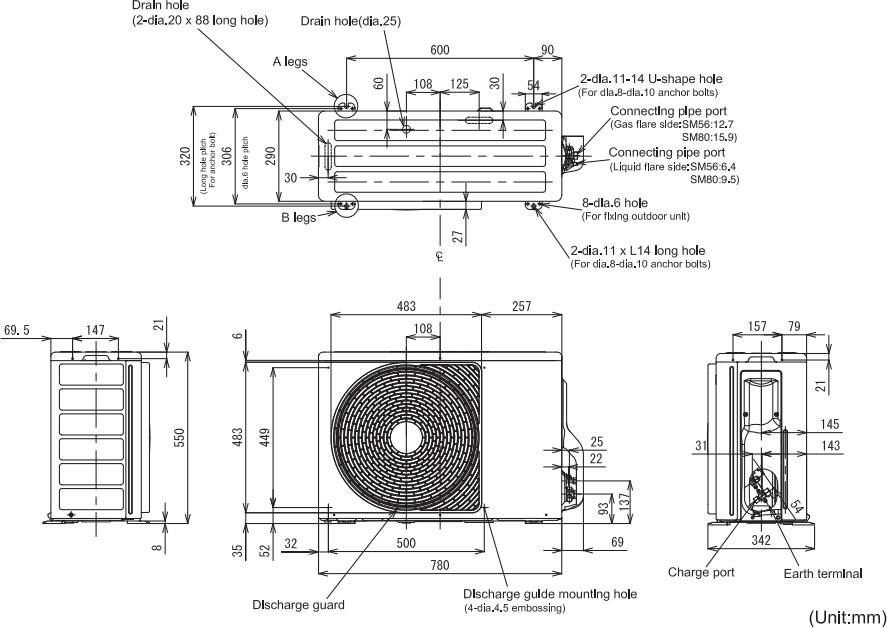 Drain hole
(2-dia.20 x 88 long hole)
Drain hole(dia.25)
A legs
600
90
108
125
60
30
54
2-dia.11-14 U-shape hole
(For dia.8-dia.10 anchor bolts)
Connecting pipe port
(Gas flare side:SM56:12.7
SM80:15.9)
Connecting pipe port
(Liquid flare side:SM56:6.4
SM80:9.5)
320
(Long hole pitch
For anchor bolt)
306
dia.6 hole pitch
290
30
B legs
27
8-dia.6 hole
(For fixing outdoor unit)
2-dia.11 x L14 long hole
(For dia.8-dia.10 anchor bolts)
℄
69.5
147
21
550
8
483
257
108
6
483
449
35
52
32
500
780
25
22
93
137
69
Discharge guard
Discharge guide mounting hole
(4-dia.4.5 embossing)
157
79
21
145
143
31
54
342
Charge port
Earth terminal
(Unit:mm)